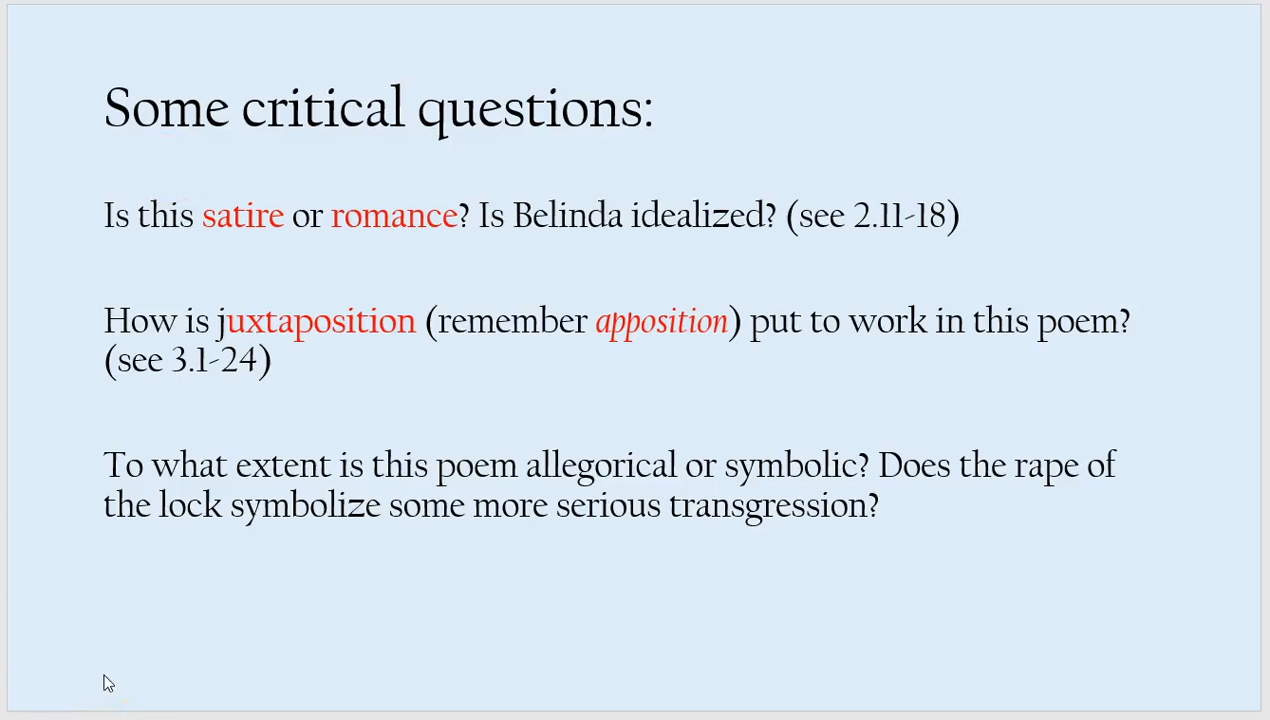 Some critical questions:
Is this satire or romance? Is Belinda idealized? (see 2.11-18)
How is juxtaposition (remember apposition) put to work in this poem?
(see 3.1-24)
To what extent is this poem allegorical or symbolic? Does the rape of
the lock symbolize some more serious transgression?